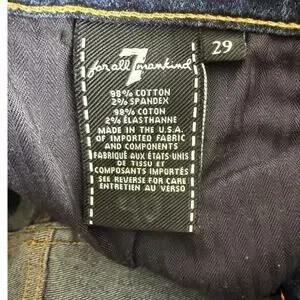 7
for all mankind
29
98% COTTON
2% SPANDEX
98% COTON
2% ÉLASTHANNE
MADE IN THE U.S.A.
OF IMPORTED FABRIC
AND COMPONENTS
FABRIQUÉ AUX ÉTATS-UNIS
DE TISSU ET
COMPOSANTS IMPORTÉS
SEE REVERSE FOR CARE
ENTRETIEN AU VERSO